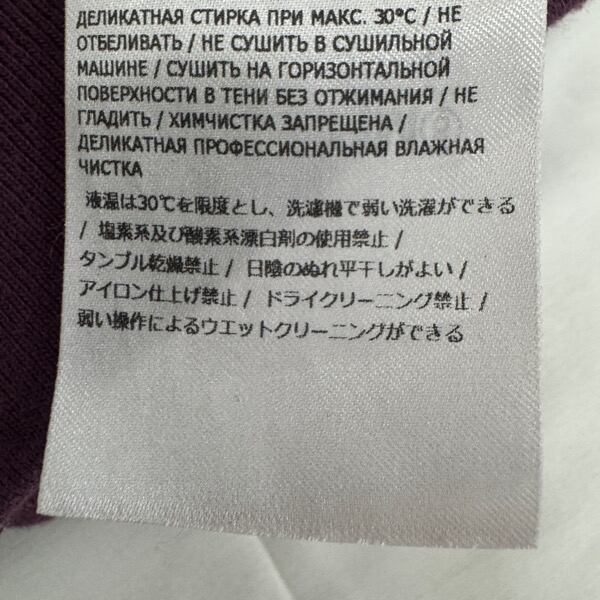 ДЕЛИКАТНАЯ СТИРКА ПРИ МАКС. 30°C / НЕ
ОТБЕЛИВАТЬ / НЕ СУШИТЬ В СУШИЛЬНОЙ
МАШИНЕ / СУШИТЬ НА ГОРИЗОНТАЛЬНОЙ
ПОВЕРХНОСТИ В ТЕНИ БЕЗ ОТЖИМАНИЯ / НЕ
ГЛАДИТЬ / ХИМЧИСТКА ЗАПРЕЩЕНА /
ДЕЛИКАТНАЯ ПРОФЕССИОНАЛЬНАЯ ВЛАЖНАЯ
ЧИСТКА
液温は30℃を限度とし、洗濯機で弱い洗濯ができる
/ 塩素系及び酸素系漂白剤の使用禁止 /
タンブル乾燥禁止 / 日陰のぬれ平干しがよい /
アイロン仕上げ禁止 / ドライクリーニング禁止 /
弱い操作によるウエットクリーニングができる